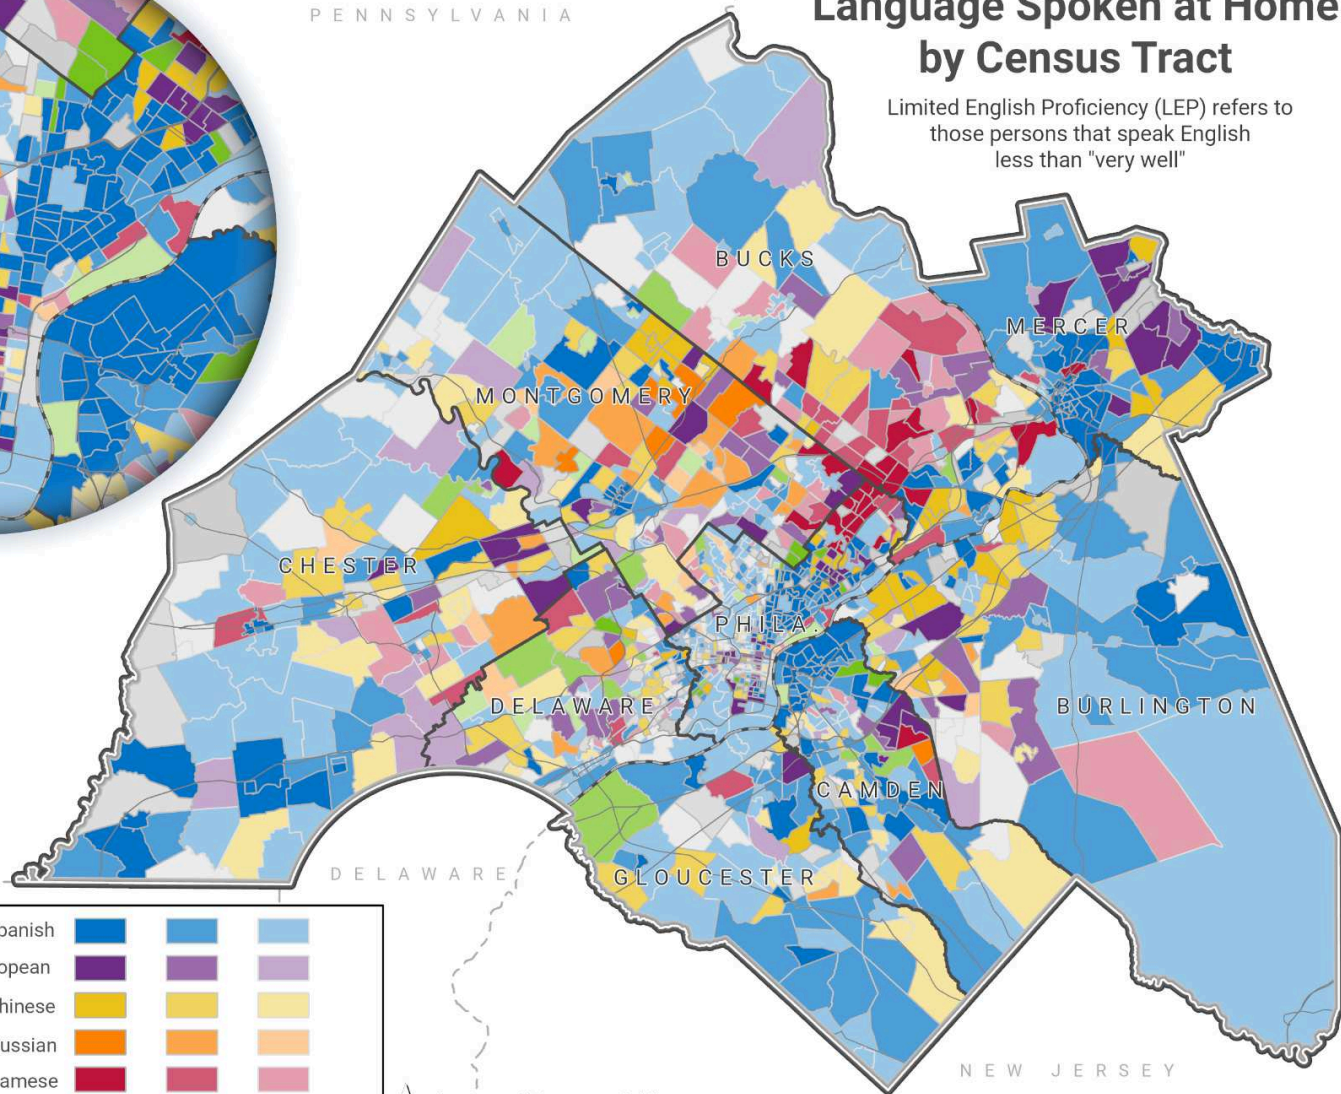 PENNSYLVANIA
Language Spoken at Home
by Census Tract
Limited English Proficiency (LEP) refers to
those persons that speak English
less than "very well"
BUCKS
MERCER
MONTGOMERY
CHESTER
PHILA.
DELAWARE
BURLINGTON
CAMDEN
DELAWARE
GLOUCESTER
panish
opean
hinese
ussian
amese
NEW JERSEY